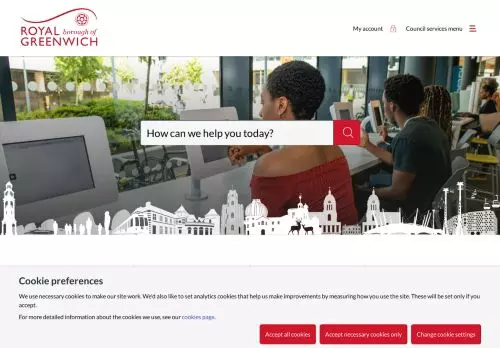 ROYAL borough of
GREENWICH
My account
Council services menu
How can we help you today?
Cookie preferences
We use necessary cookies to make our site work. We'd also like to set analytics cookies that help us make improvements by measuring how you use the site. These will be set only if you
accept.
For more detailed information about the cookies we use, see our cookies page.
Accept all cookies
Accept necessary cookies only
Change cookie settings